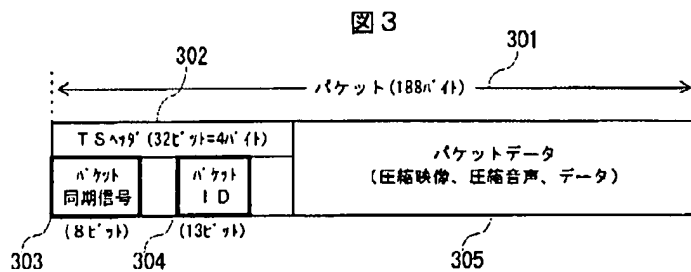 図3
301
302
パケット(188バイト)
TSヘッダ(32ビット=4バイト)
パケットデータ
(圧縮映像、圧縮音声、データ)
パケット
同期信号
パケット
ID
(8ビット)
(13ビット)
303
304
305